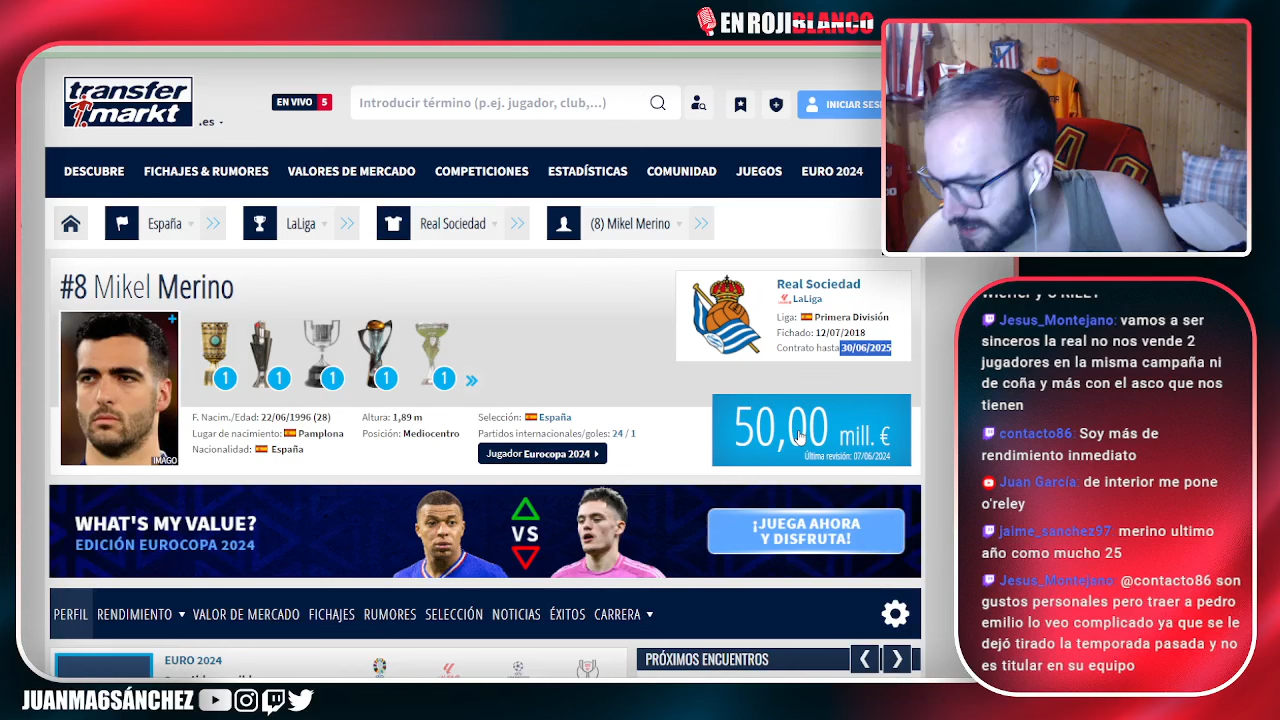 EN ROJIBLANCO
transfer
markt
.es
EN VIVO 5
Introducir término (p.ej. jugador, club,...)
INICIAR SESI
DESCUBRE FICHAJES & RUMORES VALORES DE MERCADO COMPETICIONES ESTADÍSTICAS COMUNIDAD JUEGOS EURO 2024
España LaLiga Real Sociedad (8) Mikel Merino
#8 Mikel Merino
1 1 1 1 1
IMAGO
F. Nacim./Edad: 22/06/1996 (28)
Lugar de nacimiento: Pamplona
Nacionalidad: España
Altura: 1,89 m
Posición: Mediocentro
Selección: España
Partidos internacionales/goles: 24 / 1
Jugador Eurocopa 2024
Real Sociedad
LaLiga
Liga: Primera División
Fichado: 12/07/2018
Contrato hasta 30/06/2025
50,00 mill. €
Última revisión: 07/06/2024
WHAT'S MY VALUE?
EDICIÓN EUROCOPA 2024
VS
¡JUEGA AHORA
Y DISFRUTA!
PERFIL RENDIMIENTO VALOR DE MERCADO FICHAJES RUMORES SELECCIÓN NOTICIAS ÉXITOS CARRERA
EURO 2024
PRÓXIMOS ENCUENTROS
Jesus_Montejano: vamos a ser
sinceros la real no nos vende 2
jugadores en la misma campaña ni
de coña y más con el asco que nos
tienen
contacto86: Soy más de
rendimiento inmediato
Juan García: de interior me pone
o'reley
jaime_sanchez97: merino ultimo
año como mucho 25
Jesus_Montejano: @contacto86 son
gustos personales pero traer a pedro
emilio lo veo complicado ya que se le
dejó tirado la temporada pasada y no
es titular en su equipo
JUANMA6SÁNCHEZ